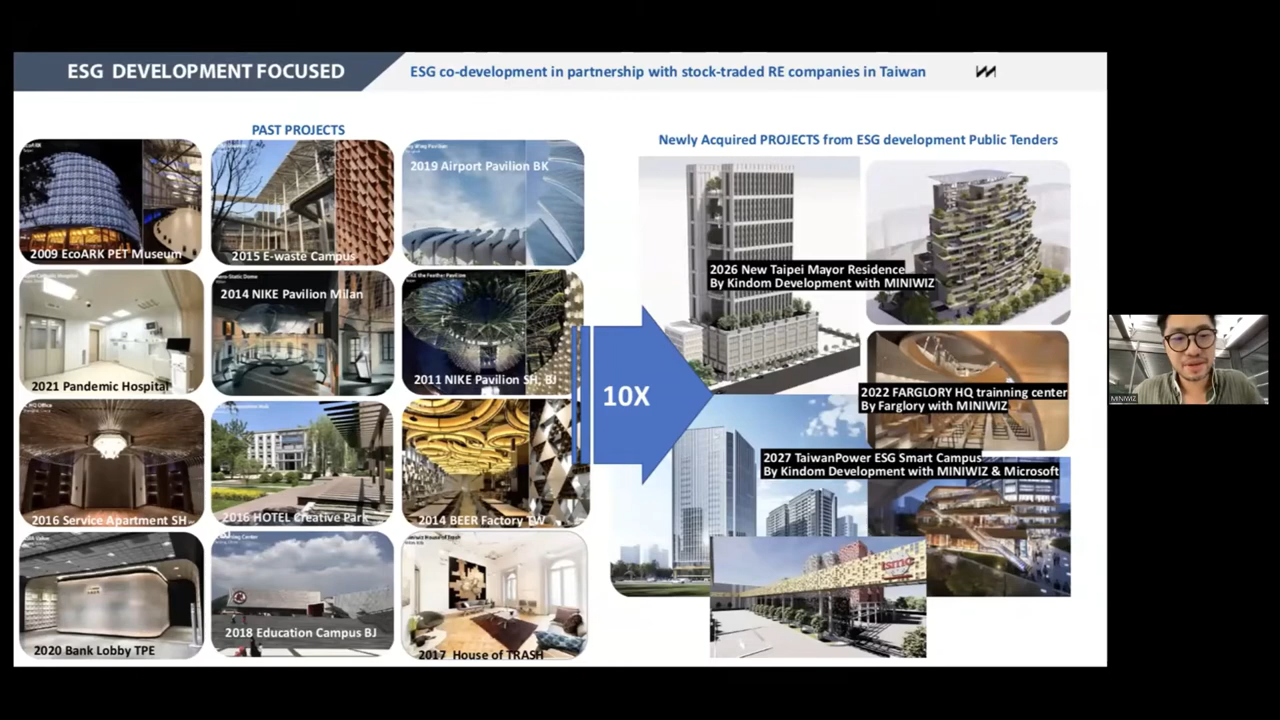 ESG DEVELOPMENT FOCUSED
ESG co-development in partnership with stock-traded RE companies in Taiwan
PAST PROJECTS
Newly Acquired PROJECTS from ESG development Public Tenders
2009 EcoARK PET Museum
2015 E-waste Campus
2019 Airport Pavilion BK
2021 Pandemic Hospital
2014 NIKE Pavilion Milan
2011 NIKE Pavilion SH, BJ
2016 Service Apartment SH
2016 HOTEL Creative Park
2014 BEER Factory TW
2020 Bank Lobby TPE
2018 Education Campus BJ
2017 House of TRASH
10X
2026 New Taipei Mayor Residence
By Kindom Development with MINIWIZ
2022 FARGLORY HQ trainning center
By Farglory with MINIWIZ
2027 TaiwanPower ESG Smart Campus
By Kindom Development with MINIWIZ & Microsoft
tsmc
MINIWIZ